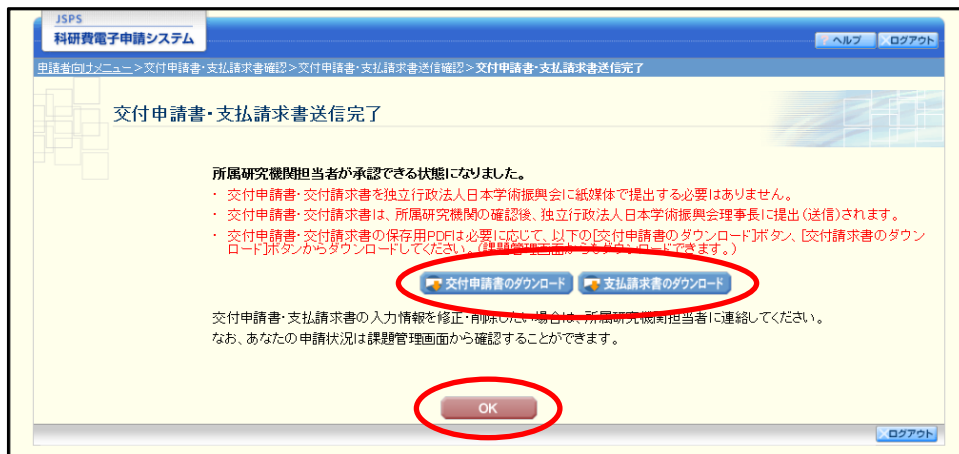 JSPS
科研費電子申請システム
? ヘルプ
ログアウト
申請者向けメニュー>交付申請書・支払請求書確認>交付申請書・支払請求書送信確認>交付申請書・支払請求書送信完了
交付申請書・支払請求書送信完了
所属研究機関担当者が承認できる状態になりました。
・ 交付申請書・交付請求書を独立行政法人日本学術振興会に紙媒体で提出する必要はありません。
・ 交付申請書・交付請求書は、所属研究機関の確認後、独立行政法人日本学術振興会理事長に提出(送信)されます。
・ 交付申請書・交付請求書の保存用PDFは必要に応じて、以下の[交付申請書のダウンロード]ボタン、[交付請求書のダウン
ロード]ボタンからダウンロードしてください。(課題管理画面からもダウンロードできます。)
交付申請書のダウンロード
支払請求書のダウンロード
交付申請書・支払請求書の入力情報を修正・削除したい場合は、所属研究機関担当者に連絡してください。
なお、あなたの申請状況は課題管理画面から確認することができます。
OK
ログアウト